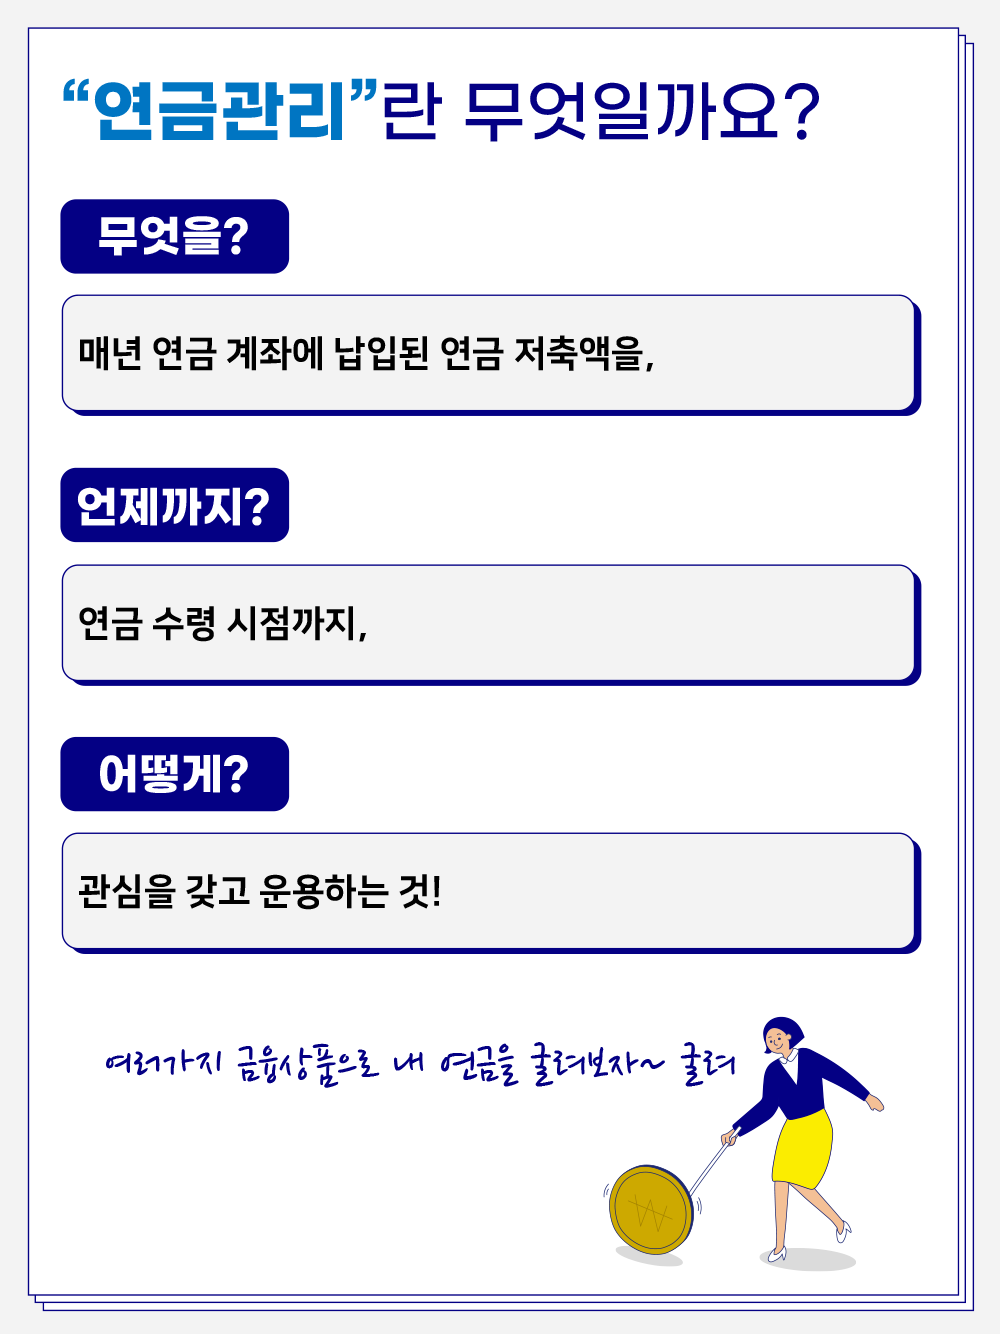 “연금관리”란 무엇일까요?
무엇을?
매년 연금 계좌에 납입된 연금 저축액을,
언제까지?
연금 수령 시점까지,
어떻게?
관심을 갖고 운용하는 것!
여러가지 금융상품으로 내 연금을 굴려보자~ 굴려
W